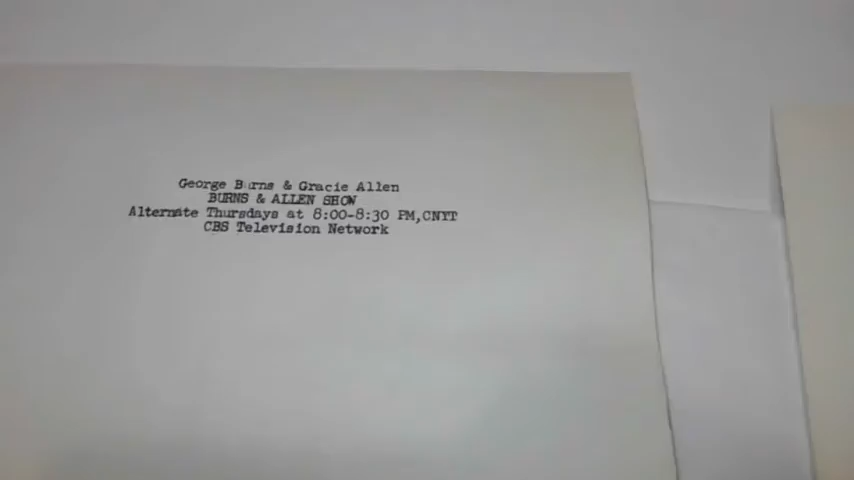 George Burns & Gracie Allen
BURNS & ALLEN SHOW
Alternate Thursdays at 8:00-8:30 PM,CNYT
CBS Television Network